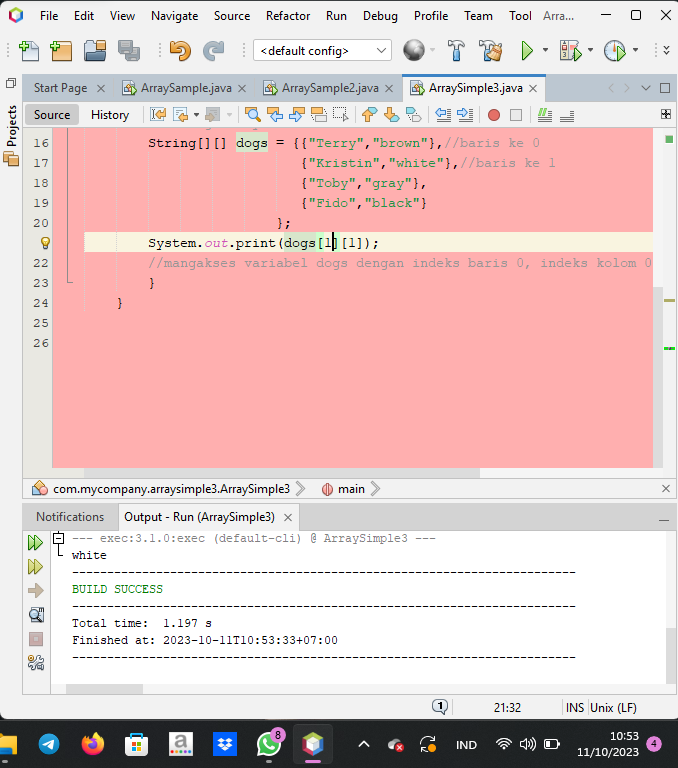 File Edit View Navigate Source Refactor Run Debug Profile Team Tool Arra...
<default config>
Start Page ArraySample.java ArraySample2.java ArraySimple3.java
Projects
Source History
16 String[][] dogs = {{"Terry","brown"},//baris ke 0
17 {"Kristin","white"},//baris ke 1
18 {"Toby","gray"},
19 {"Fido","black"}
20 };
System.out.print(dogs[1][1]);
22 //mangakses variabel dogs dengan indeks baris 0, indeks kolom 0
23 }
24 }
25
26
com.mycompany.arraysimple3.ArraySimple3 main
Notifications Output - Run (ArraySimple3)
--- exec:3.1.0:exec (default-cli) @ ArraySimple3 ---
white
------------------------------------------------------------------------
BUILD SUCCESS
------------------------------------------------------------------------
Total time:  1.197 s
Finished at: 2023-10-11T10:53:33+07:00
------------------------------------------------------------------------
1 21:32 INS Unix (LF)
a 8 IND 10:53 4
11/10/2023